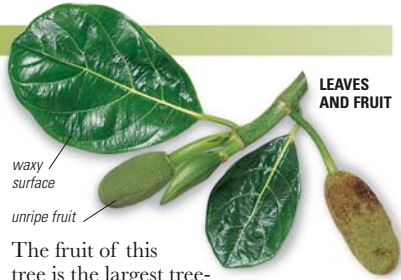 LEAVES
AND FRUIT
waxy
surface
unripe fruit
The fruit of this
tree is the largest tree-